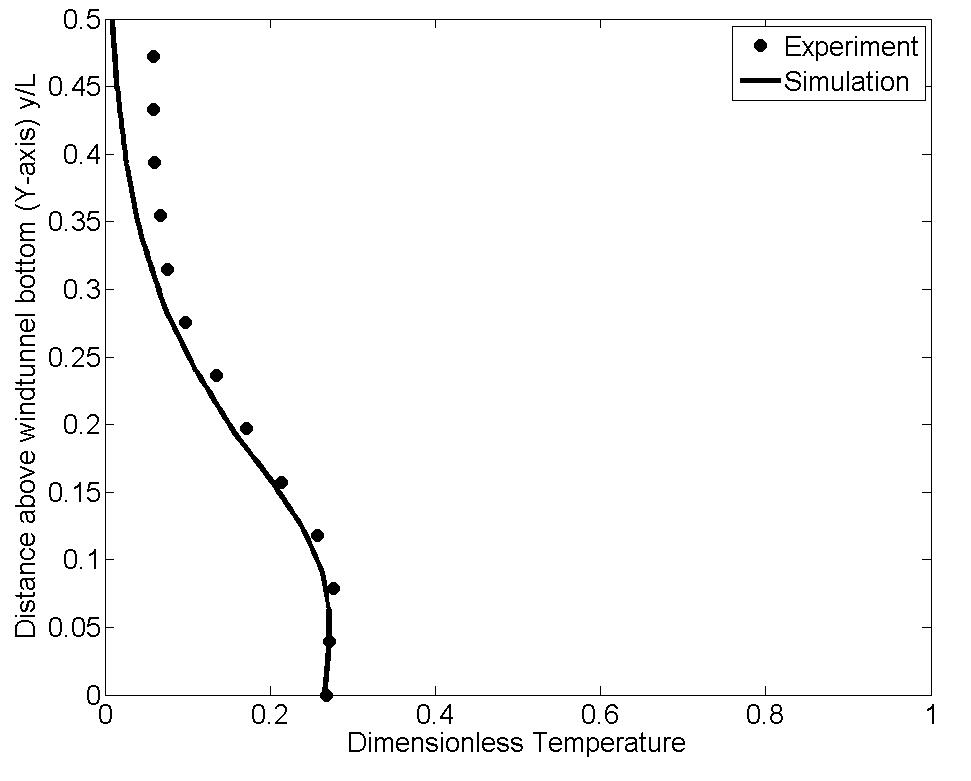 Experiment
Simulation
Distance above windtunnel bottom (Y-axis) y/L
0.5
0.45
0.4
0.35
0.3
0.25
0.2
0.15
0.1
0.05
0
0 0.2 0.4 0.6 0.8 1
Dimensionless Temperature